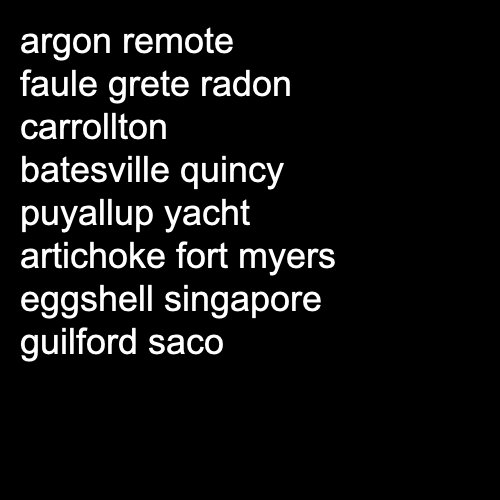 argon remote
faule grete radon
carrollton
batesville quincy
puyallup yacht
artichoke fort myers
eggshell singapore
guilford saco